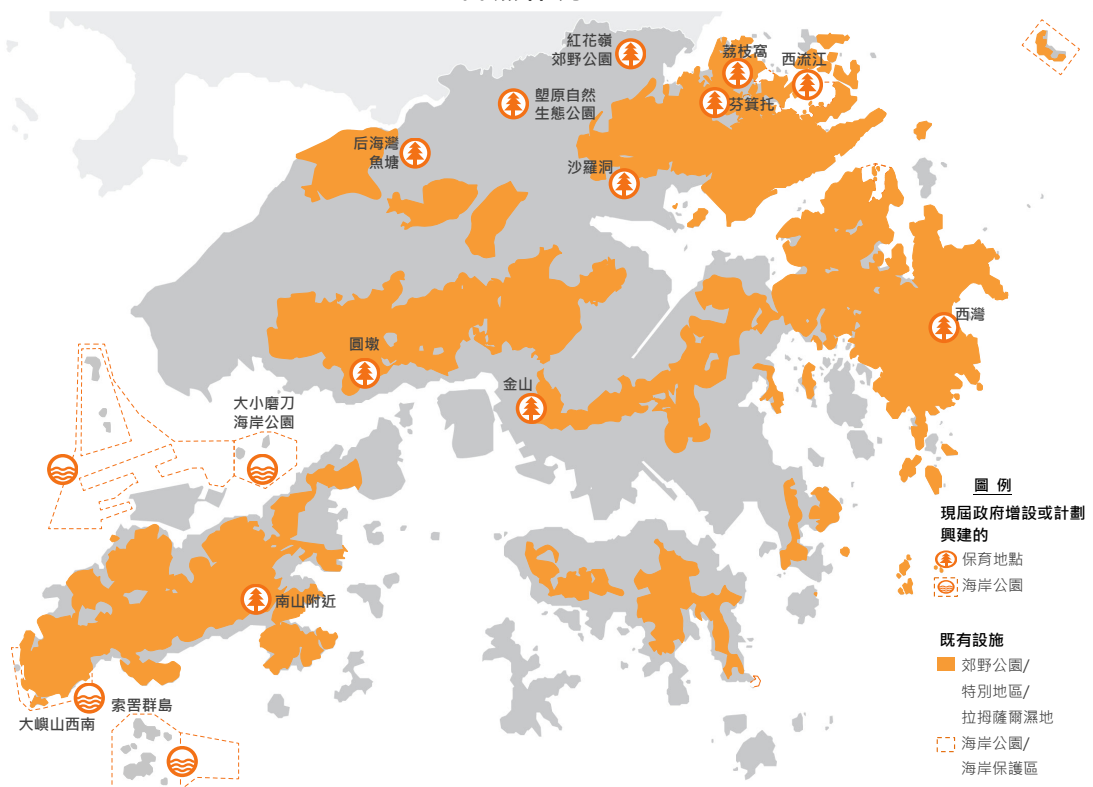 紅花嶺
郊野公園
荔枝窩
西流江
塱原自然
生態公園
芬箕托
后海灣
魚塘
沙羅洞
西灣
圓墩
金山
大小磨刀
海岸公園
南山附近
大嶼山西南
索罟群島
圖 例
現屆政府增設或計劃
興建的
保育地點
海岸公園
既有設施
郊野公園/
特別地區/
拉姆薩爾濕地
海岸公園/
海岸保護區